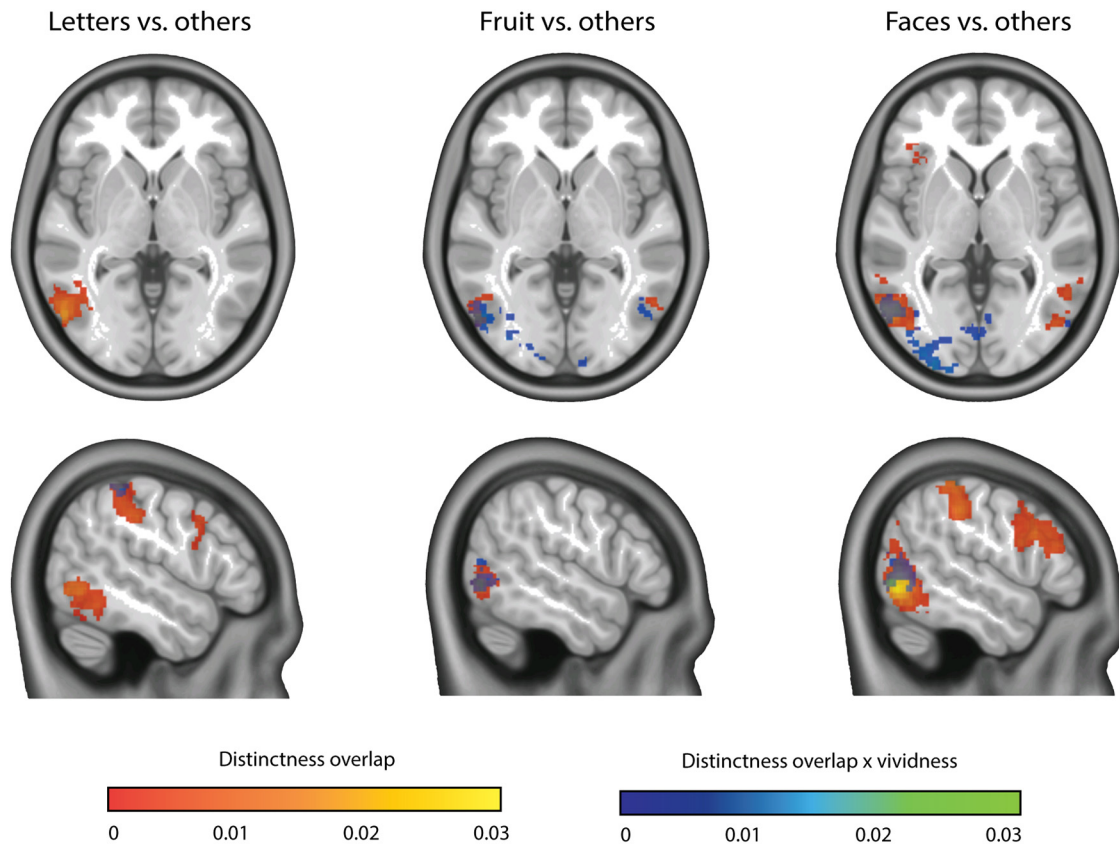 Letters vs. others
Fruit vs. others
Faces vs. others
Distinctness overlap
Distinctness overlap x vividness
0 0.01 0.02 0.03
0 0.01 0.02 0.03